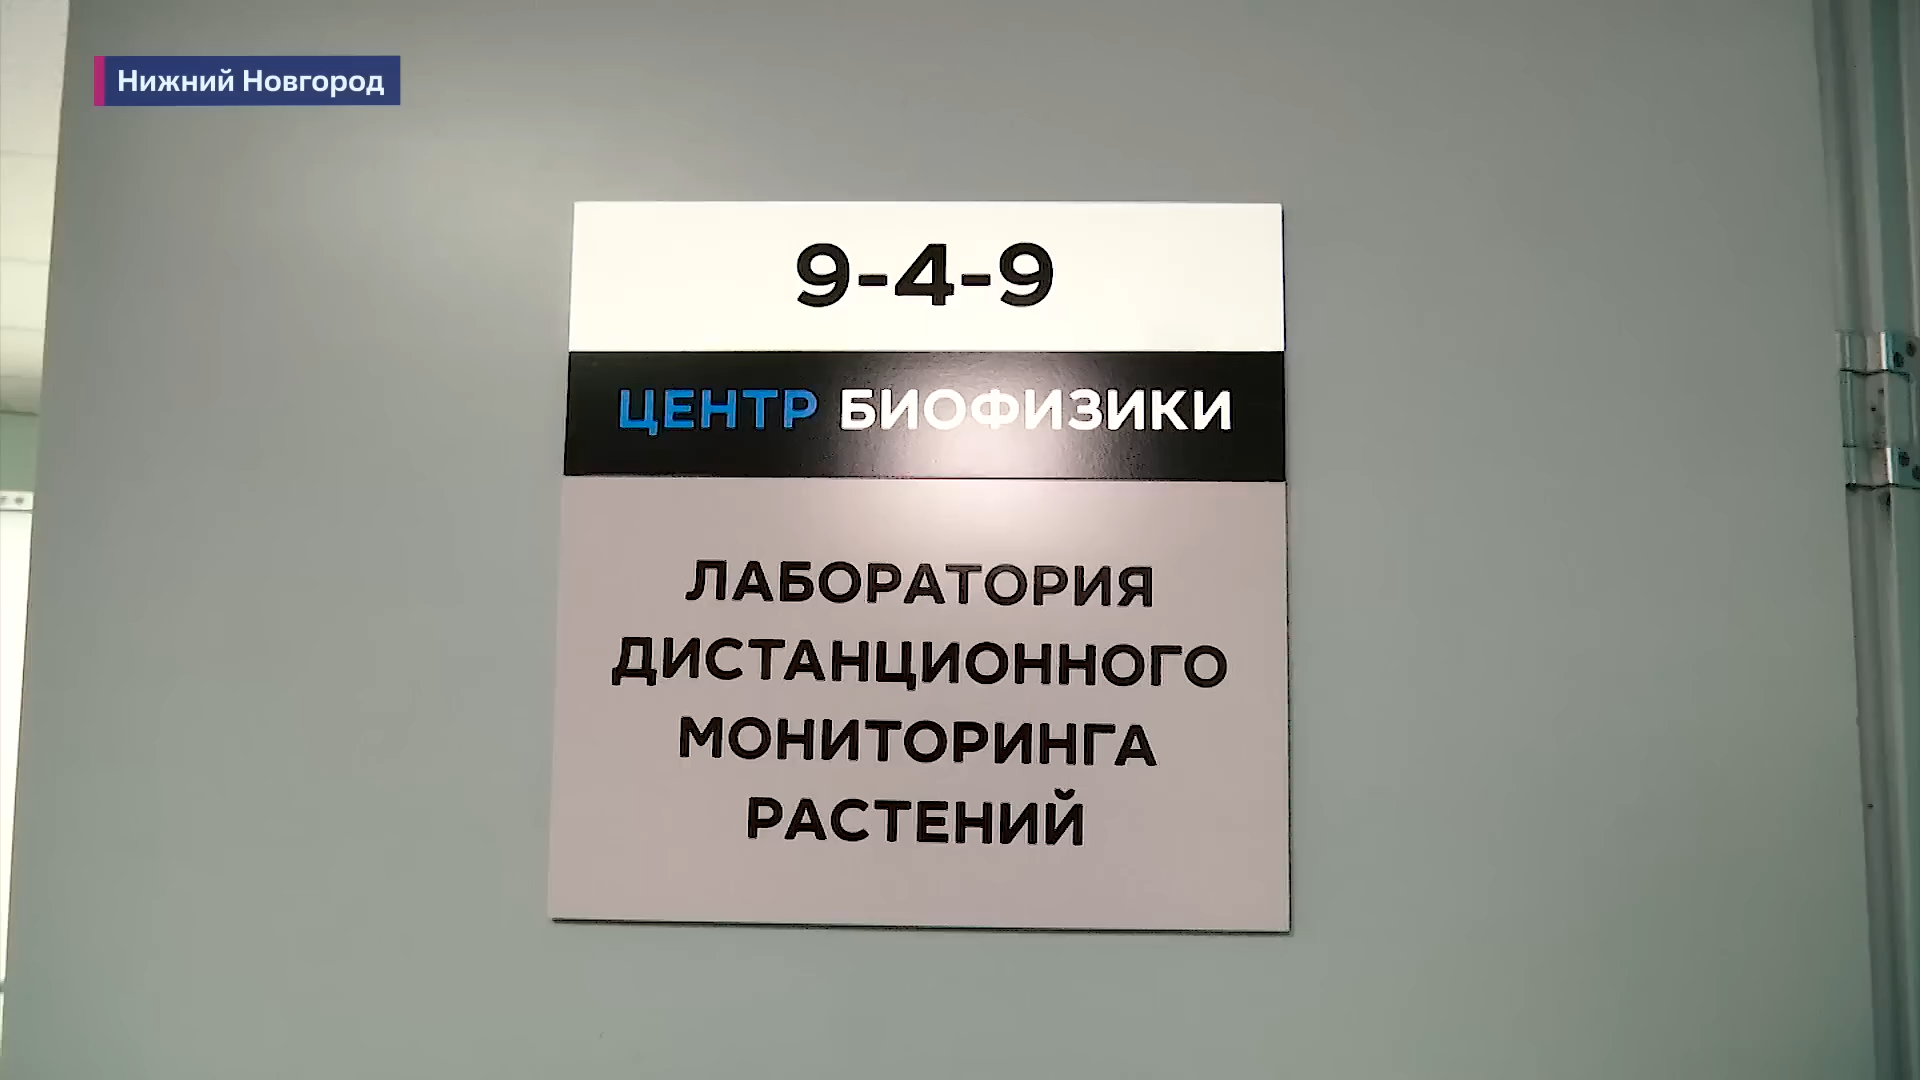 Нижний Новгород
9-4-9
ЦЕНТР БИОФИЗИКИ
ЛАБОРАТОРИЯ
ДИСТАНЦИОННОГО
МОНИТОРИНГА
РАСТЕНИЙ